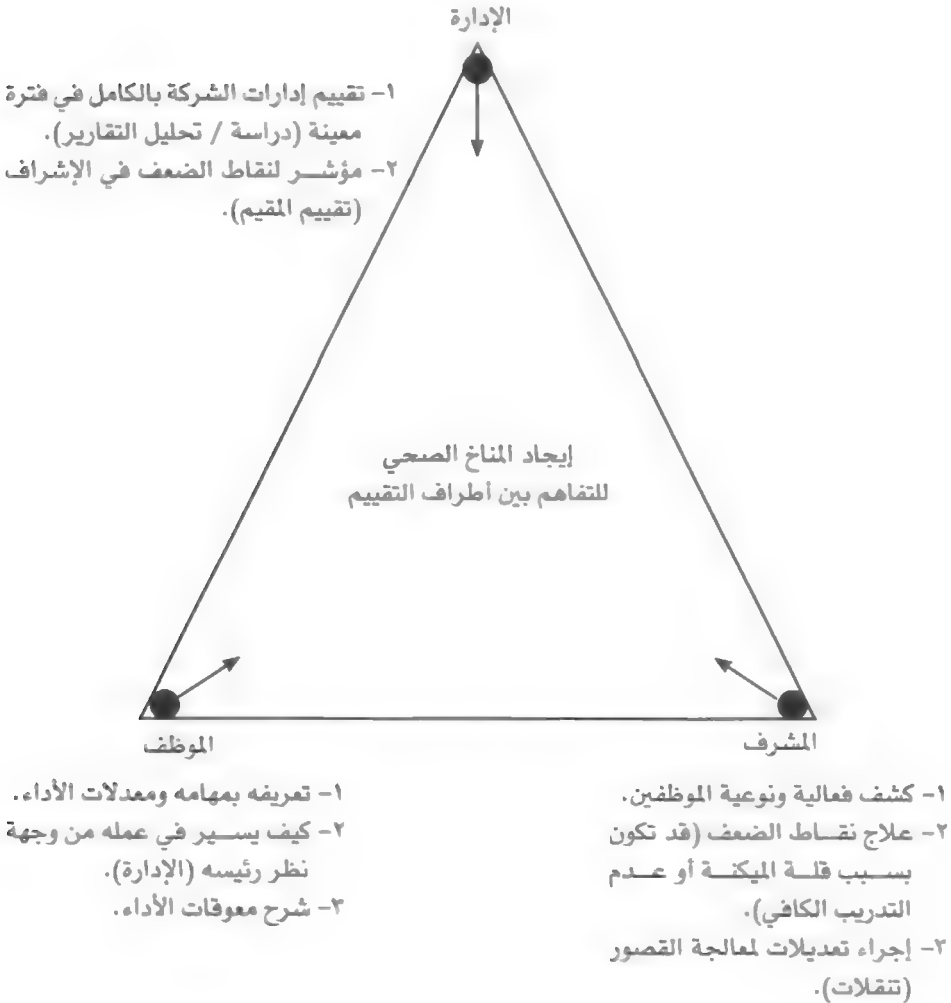 الإدارة
١- تقييم إدارات الشركة بالكامل في فترة
معينة (دراسة / تحليل التقارير).
٢- مؤشر لنقاط الضعف في الإشراف
(تقييم المقيم).
إيجاد المناخ الصحي
للتفاهم بين أطراف التقييم
المشرف
١- كشف فعالية ونوعية الموظفين.
٢- علاج نقاط الضعف (قد تكون
بسبب قلة الميكنة أو عدم
التدريب الكافي).
٣- إجراء تعديلات لمعالجة القصور
(تنقلات).
الموظف
١- تعريفه بمهامه ومعدلات الأداء.
٢- كيف يسير في عمله من وجهة
نظر رئيسه (الإدارة).
٣- شرح معوقات الأداء.